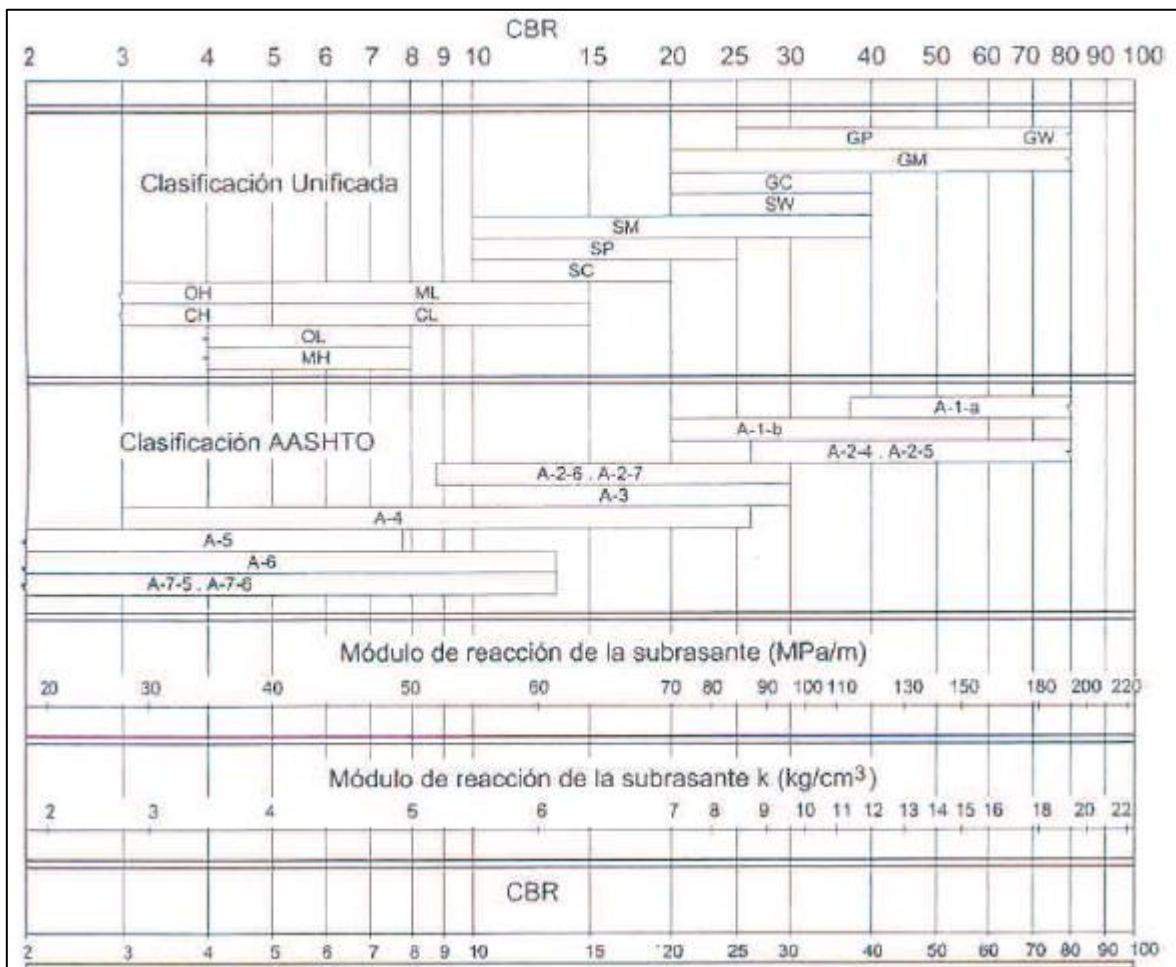 CBR
2 3 4 5 6 7 8 9 10 15 20 25 30 40 50 60 70 80 90 100
GP GW
Clasificación Unificada
GM
GC
SW
SM
SP
SC
OH ML
CH CL
OL
MH
A-1-a
Clasificación AASHTO
A-1-b
A-2-4 . A-2-5
A-2-6 . A-2-7
A-3
A-4
A-5
A-6
A-7-5 . A-7-6
Módulo de reacción de la subrasante (MPa/m)
20 30 40 50 60 70 80 90 100 110 130 150 180 200 220
Módulo de reacción de la subrasante k (kg/cm³)
2 3 4 5 6 7 8 9 10 11 12 13 14 15 16 18 20 22
CBR
2 3 4 5 6 7 8 9 10 15 20 25 30 40 50 60 70 80 90 100